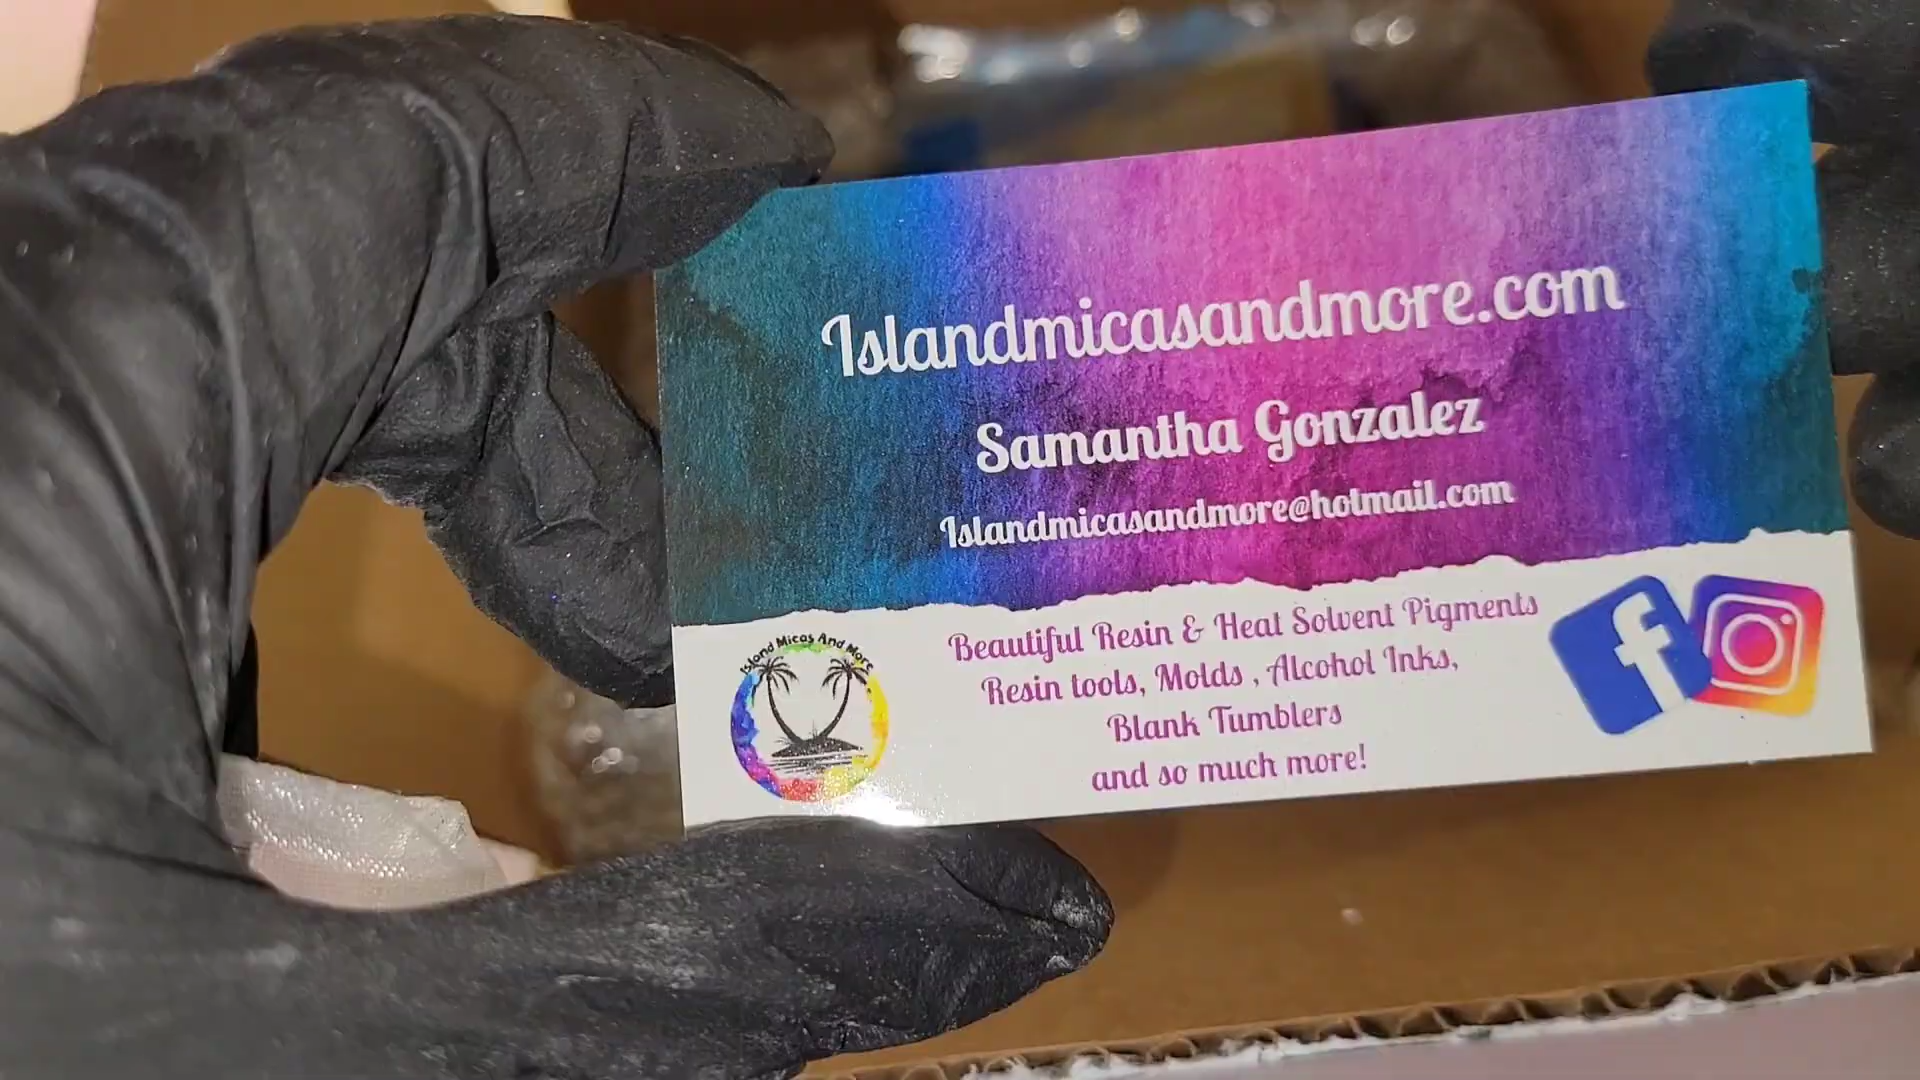 Islandmicasandmore.com
Samantha Gonzalez
Islandmicasandmore@hotmail.com
Island Micas And More
Beautiful Resin & Heat Solvent Pigments
Resin tools, Molds , Alcohol Inks,
Blank Tumblers
and so much more!